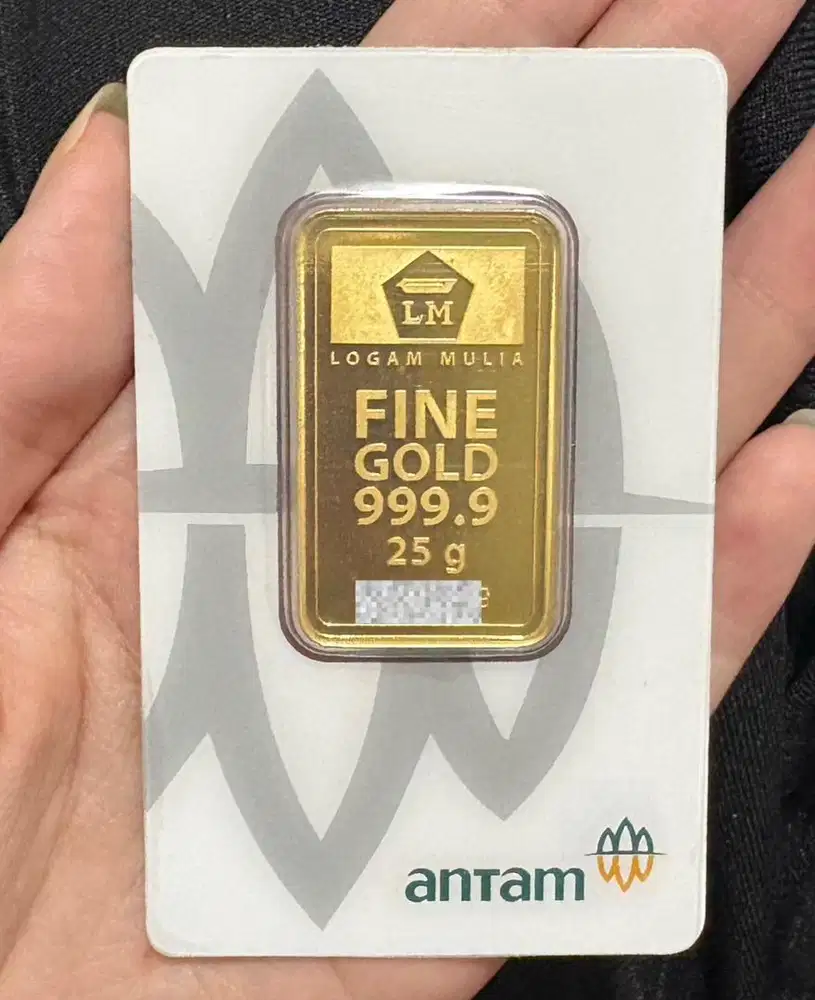 LM
LOGAM MULIA
FINE
GOLD
999.9
25 g
antam